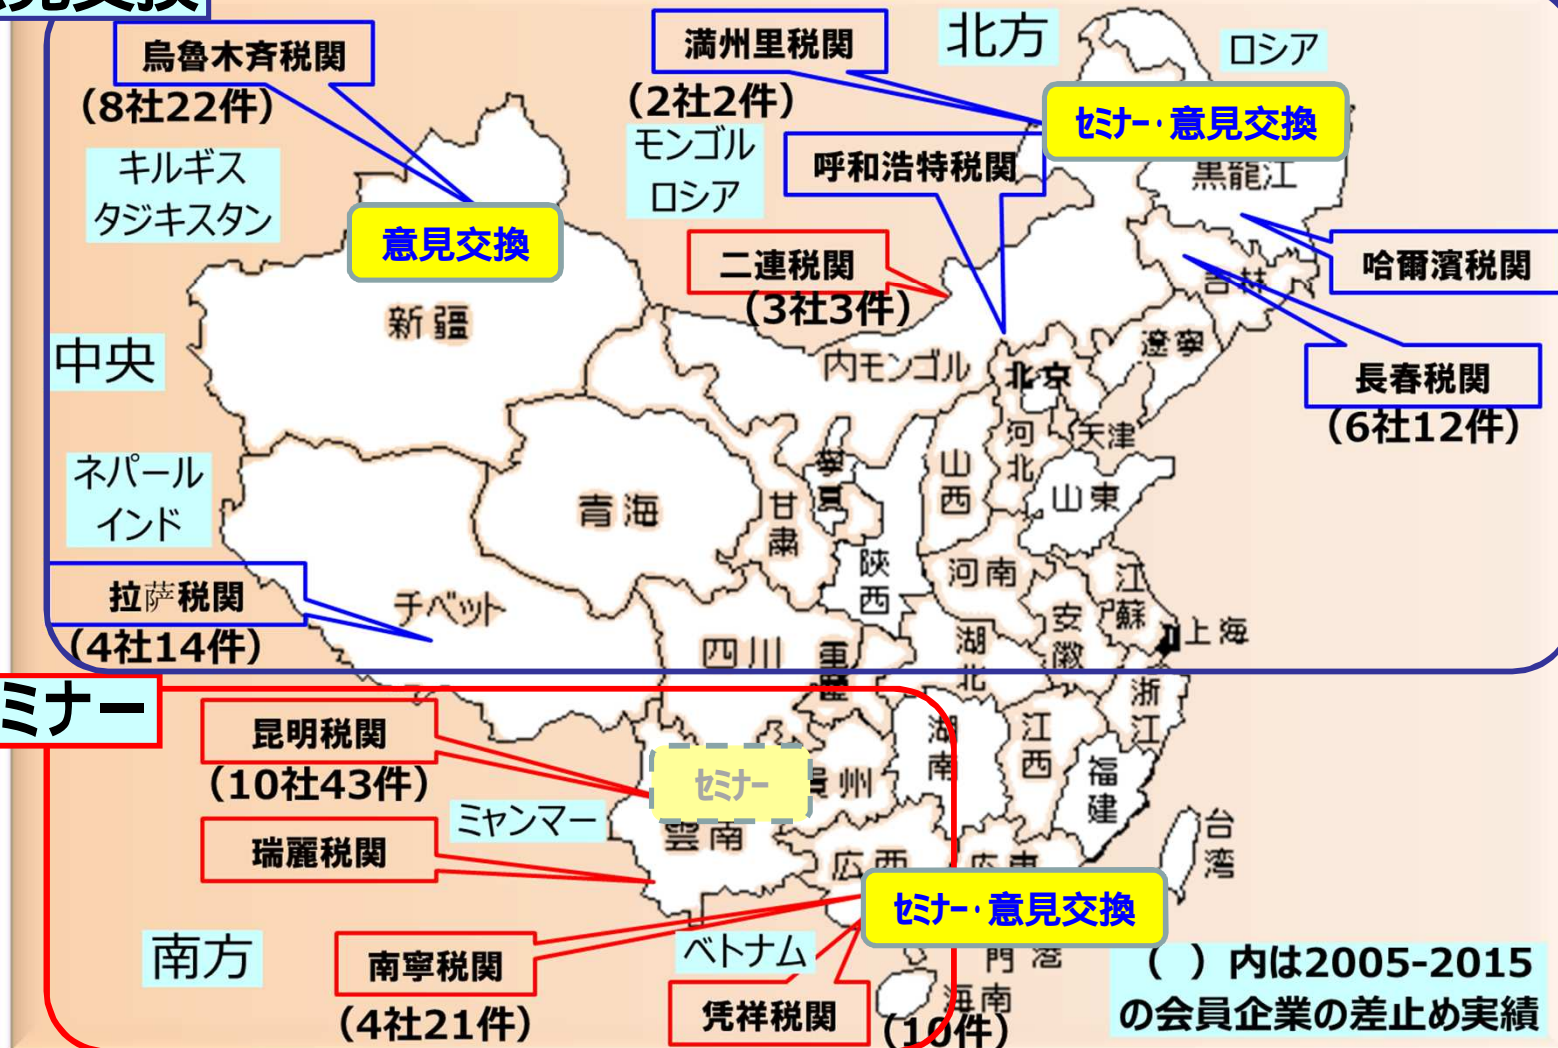 見交換
烏魯木斉税関
(8社22件)
キルギス
タジキスタン
意見交換
満州里税関
(2社2件)
モンゴル
ロシア
北方
ロシア
セミナー・意見交換
呼和浩特税関
黒龍江
二連税関
(3社3件)
哈爾濱税関
吉林
長春税関
(6社12件)
新疆
中央
内モンゴル
北京
遼寧
天津
河北
山西
山東
ネパール
インド
青海
甘粛
陝西
河南
江蘇
安徽
上海
拉萨税関
(4社14件)
チベット
四川
重慶
湖北
浙江
ミナー
昆明税関
(10社43件)
セミナー
貴州
湖南
江西
福建
ミャンマー
雲南
瑞麗税関
広西
広東
台湾
セミナー・意見交換
南方
南寧税関
(4社21件)
ベトナム
凭祥税関
(10件)
門 港
海南
( )内は2005-2015
の会員企業の差止め実績